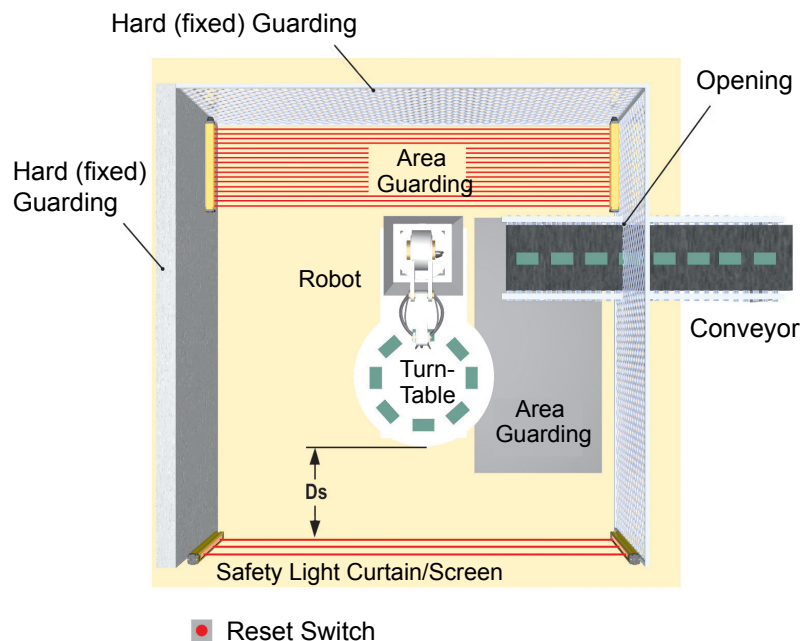 Hard (fixed) Guarding
Opening
Hard (fixed)
Guarding
Area
Guarding
Robot
Conveyor
Turn-
Table
Area
Guarding
Ds
Safety Light Curtain/Screen
Reset Switch